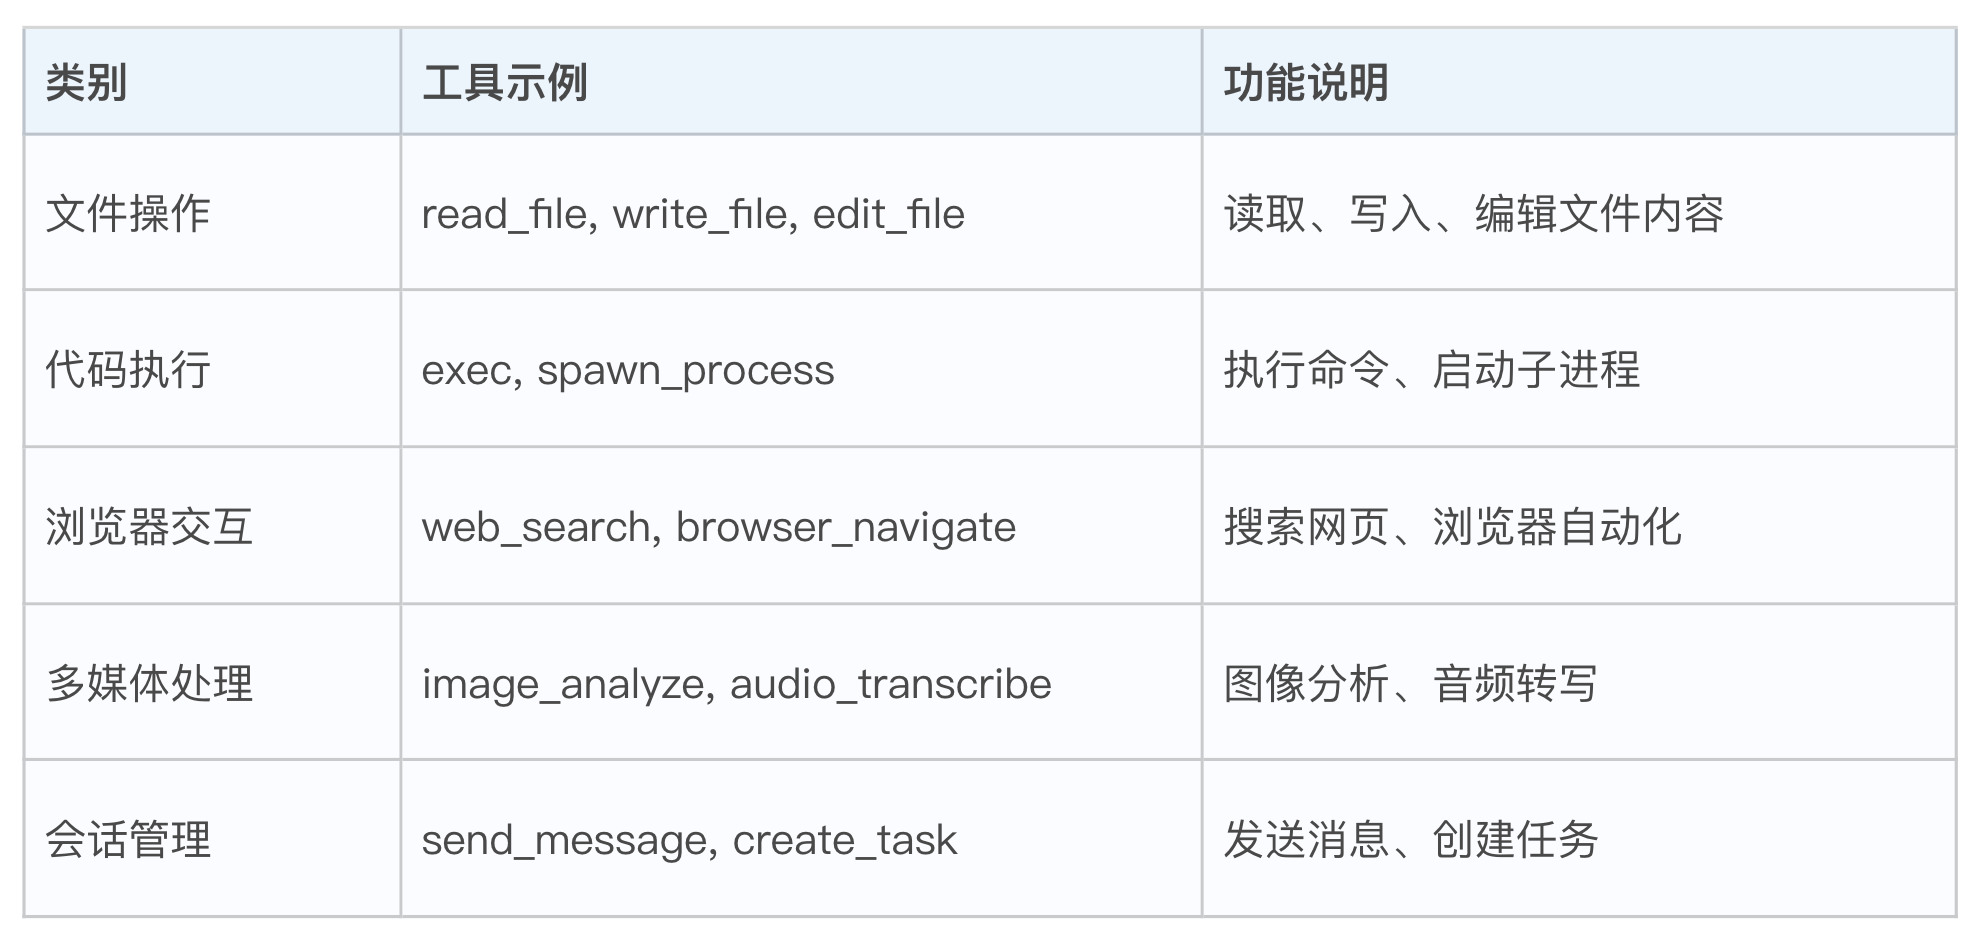 类别 工具示例 功能说明
文件操作 read_file, write_file, edit_file 读取、写入、编辑文件内容
代码执行 exec, spawn_process 执行命令、启动子进程
浏览器交互 web_search, browser_navigate 搜索网页、浏览器自动化
多媒体处理 image_analyze, audio_transcribe 图像分析、音频转写
会话管理 send_message, create_task 发送消息、创建任务